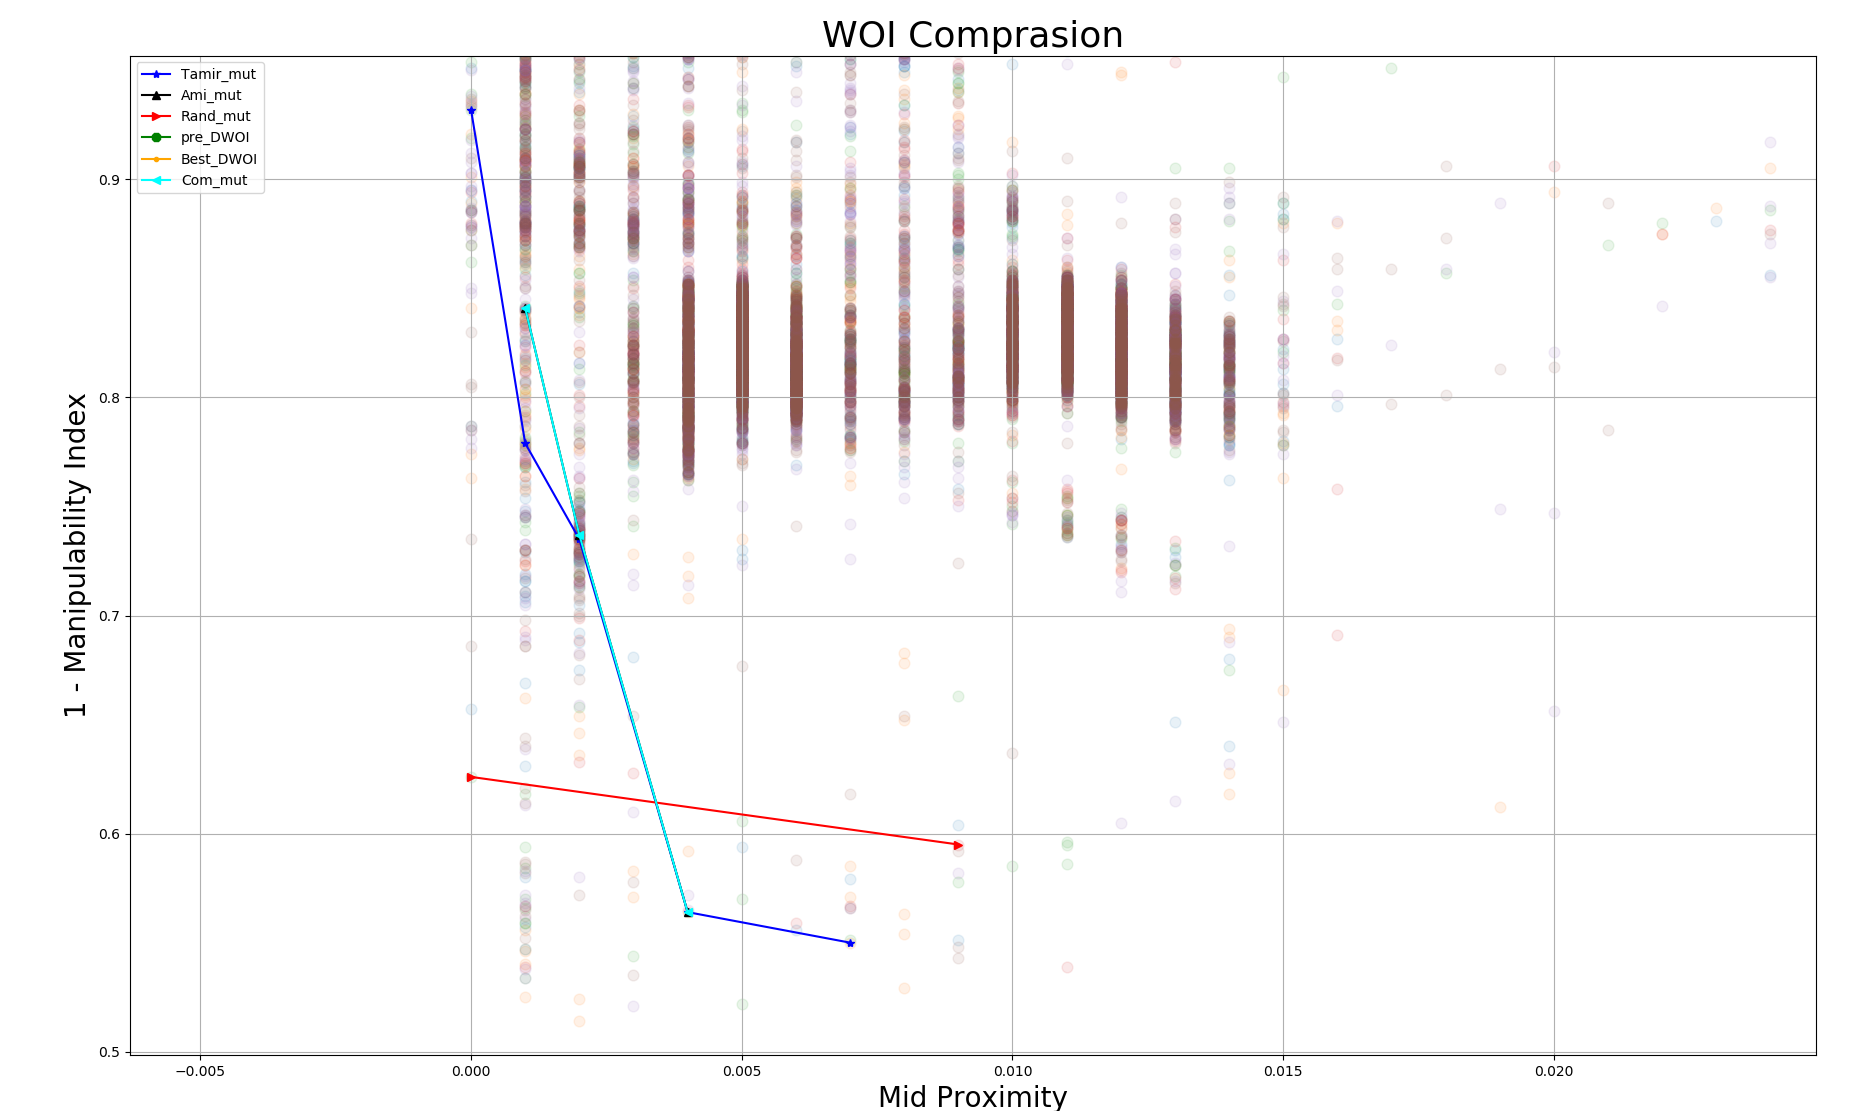 WOI Comprasion
Tamir_mut
Ami_mut
Rand_mut
pre_DWOI
Best_DWOI
Com_mut
1 - Manipulability Index
0.9
0.8
0.7
0.6
0.5
−0.005
0.000
0.005
0.010
0.015
0.020
Mid Proximity